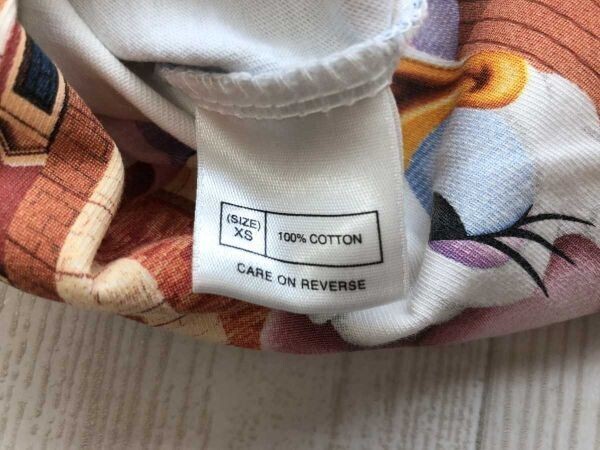 (SIZE)
XS
100% COTTON
CARE ON REVERSE